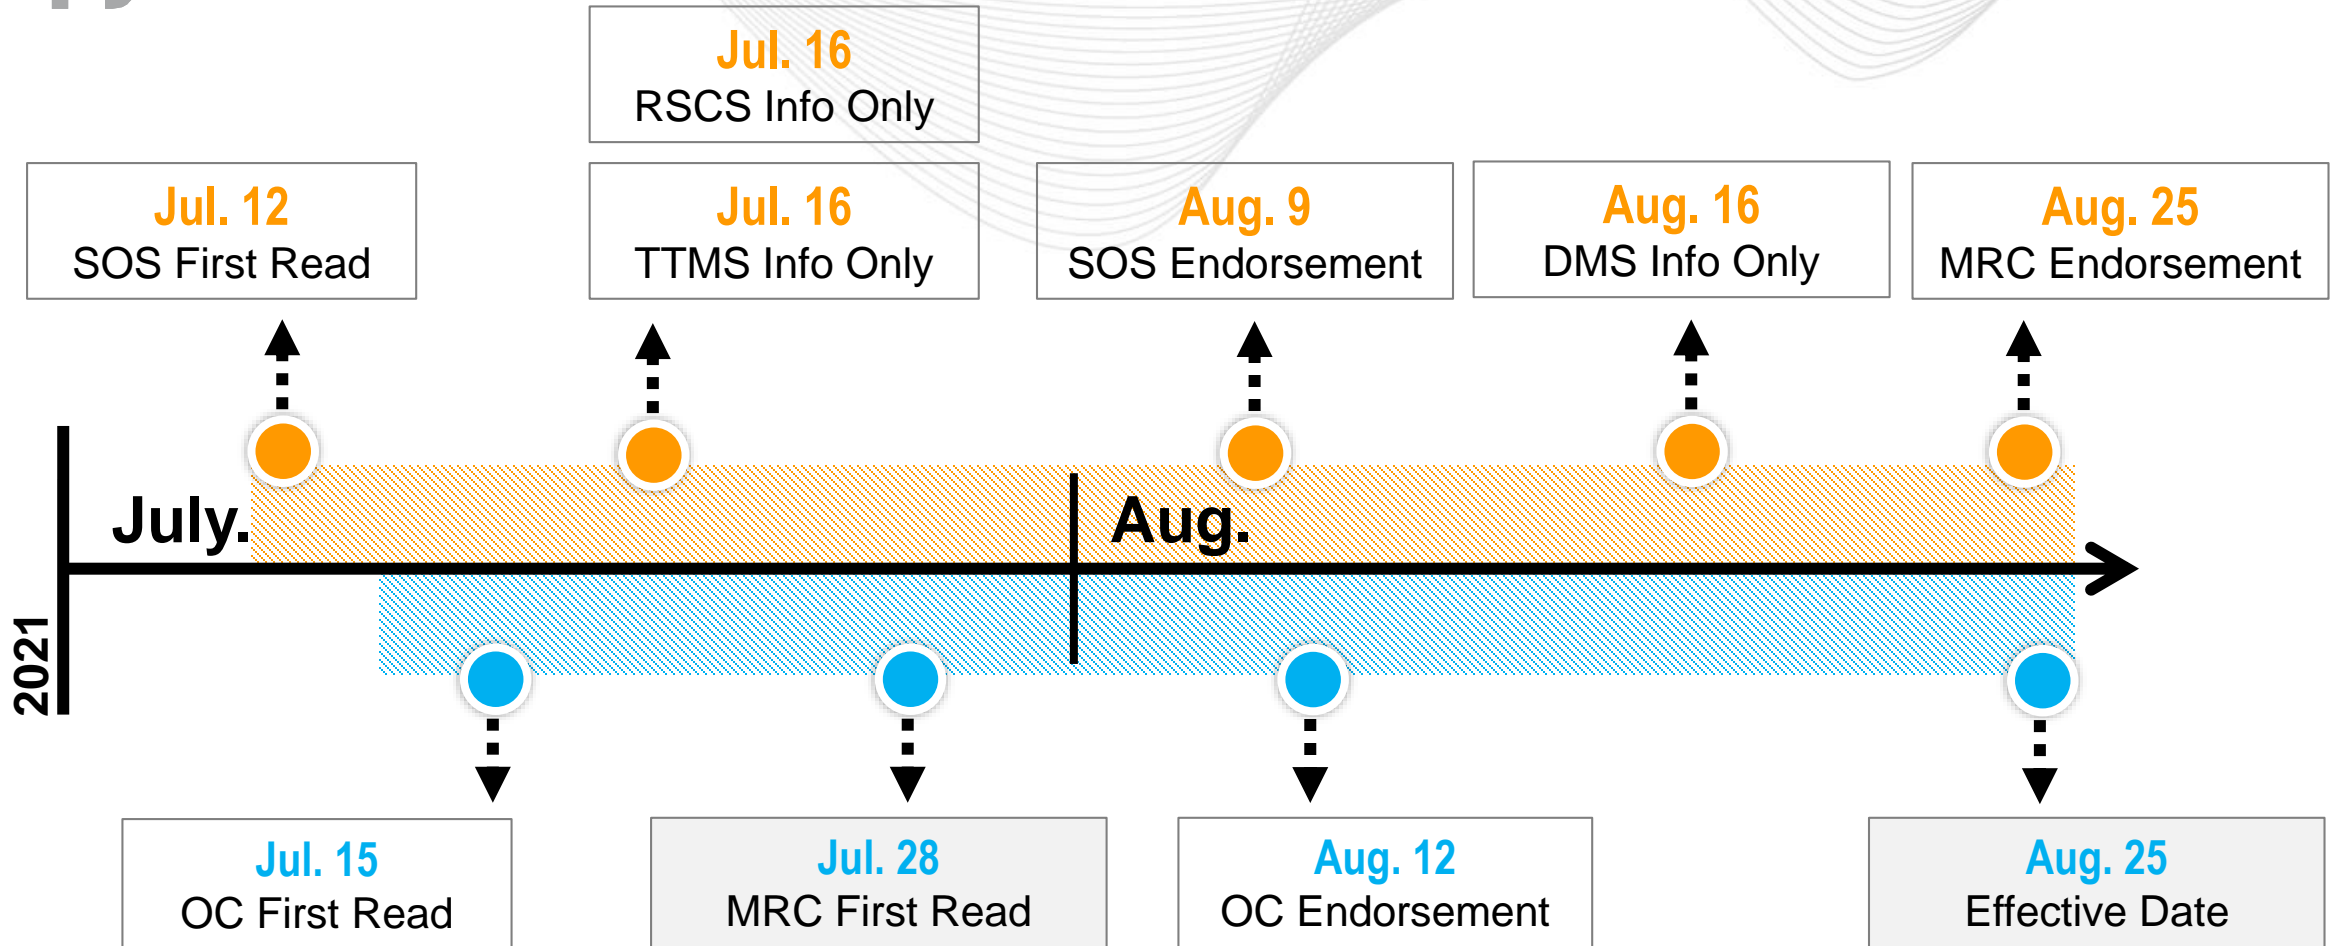 Jul. 16
RSCS Info Only
Jul. 12
SOS First Read
Jul. 16
TTMS Info Only
Aug. 9
SOS Endorsement
Aug. 16
DMS Info Only
Aug. 25
MRC Endorsement
July.
Aug.
2021
Jul. 15
OC First Read
Jul. 28
MRC First Read
Aug. 12
OC Endorsement
Aug. 25
Effective Date